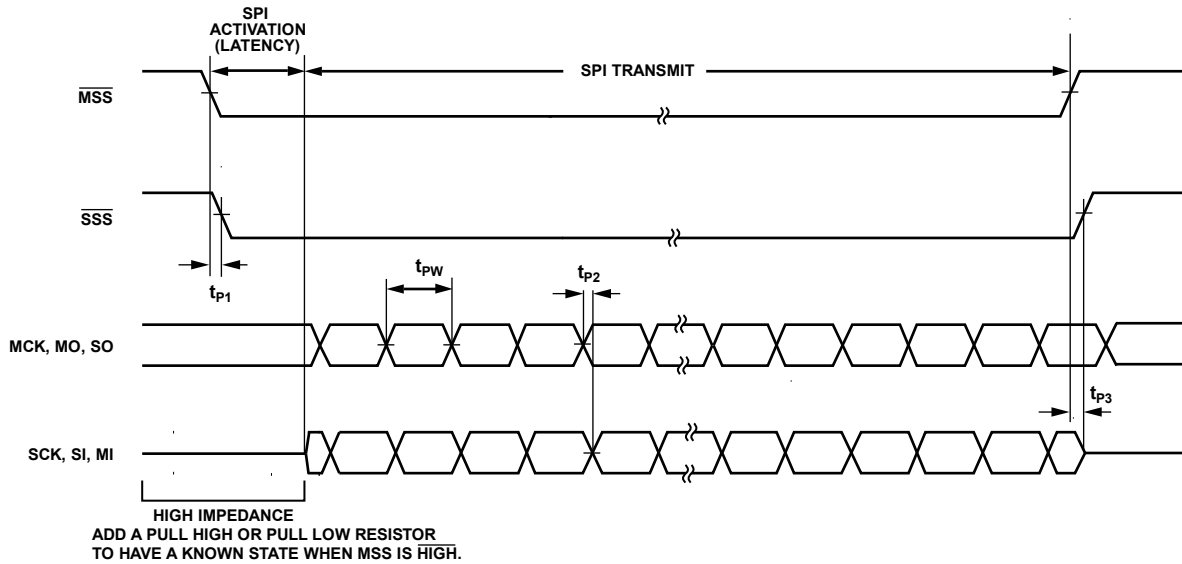 SPI
ACTIVATION
(LATENCY)
SPI TRANSMIT
MSS
SSS
tP1
tPW
tP2
MCK, MO, SO
tP3
SCK, SI, MI
HIGH IMPEDANCE
ADD A PULL HIGH OR PULL LOW RESISTOR
TO HAVE A KNOWN STATE WHEN MSS IS HIGH.